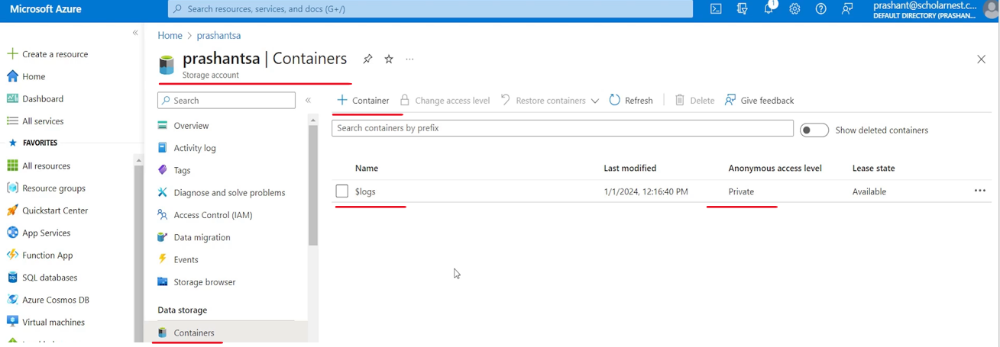 Microsoft Azure
Search resources, services, and docs (G+/)
1
prashant@scholarnest.c...
DEFAULT DIRECTORY (PRASHAN...
«
Create a resource
Home
Dashboard
All services
FAVORITES
All resources
Resource groups
Quickstart Center
App Services
Function App
SQL databases
Azure Cosmos DB
Virtual machines
Home > prashantsa
prashantsa | Containers
...
Storage account
Search
«
Overview
Activity log
Tags
Diagnose and solve problems
Access Control (IAM)
Data migration
Events
Storage browser
Data storage
Containers
+ Container
Change access level
Restore containers
Refresh
Delete
Give feedback
Search containers by prefix
Show deleted containers
Name Last modified Anonymous access level Lease state
$logs 1/1/2024, 12:16:40 PM Private Available ...